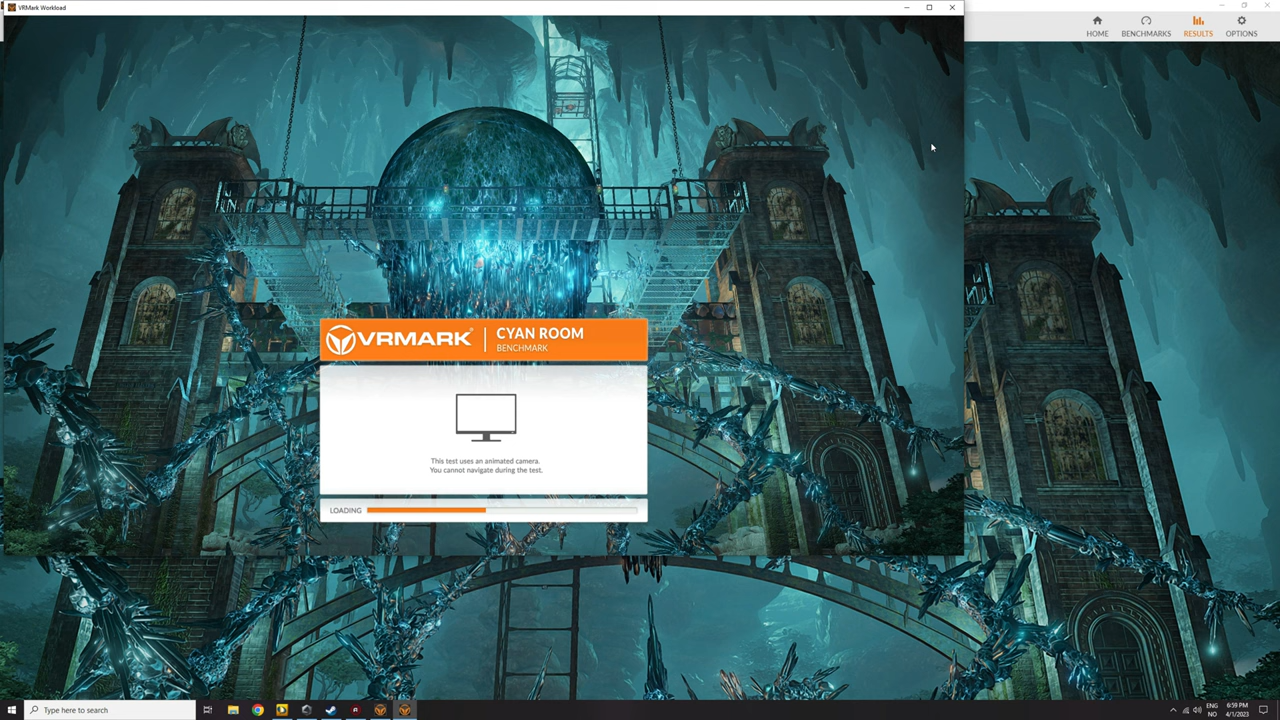 VRMark Workload
HOME BENCHMARKS RESULTS OPTIONS
VRMARK® CYAN ROOM
BENCHMARK
This test uses an animated camera.
You cannot navigate during the test.
LOADING
Type here to search
ENG 6:59 PM
NO 4/1/2023